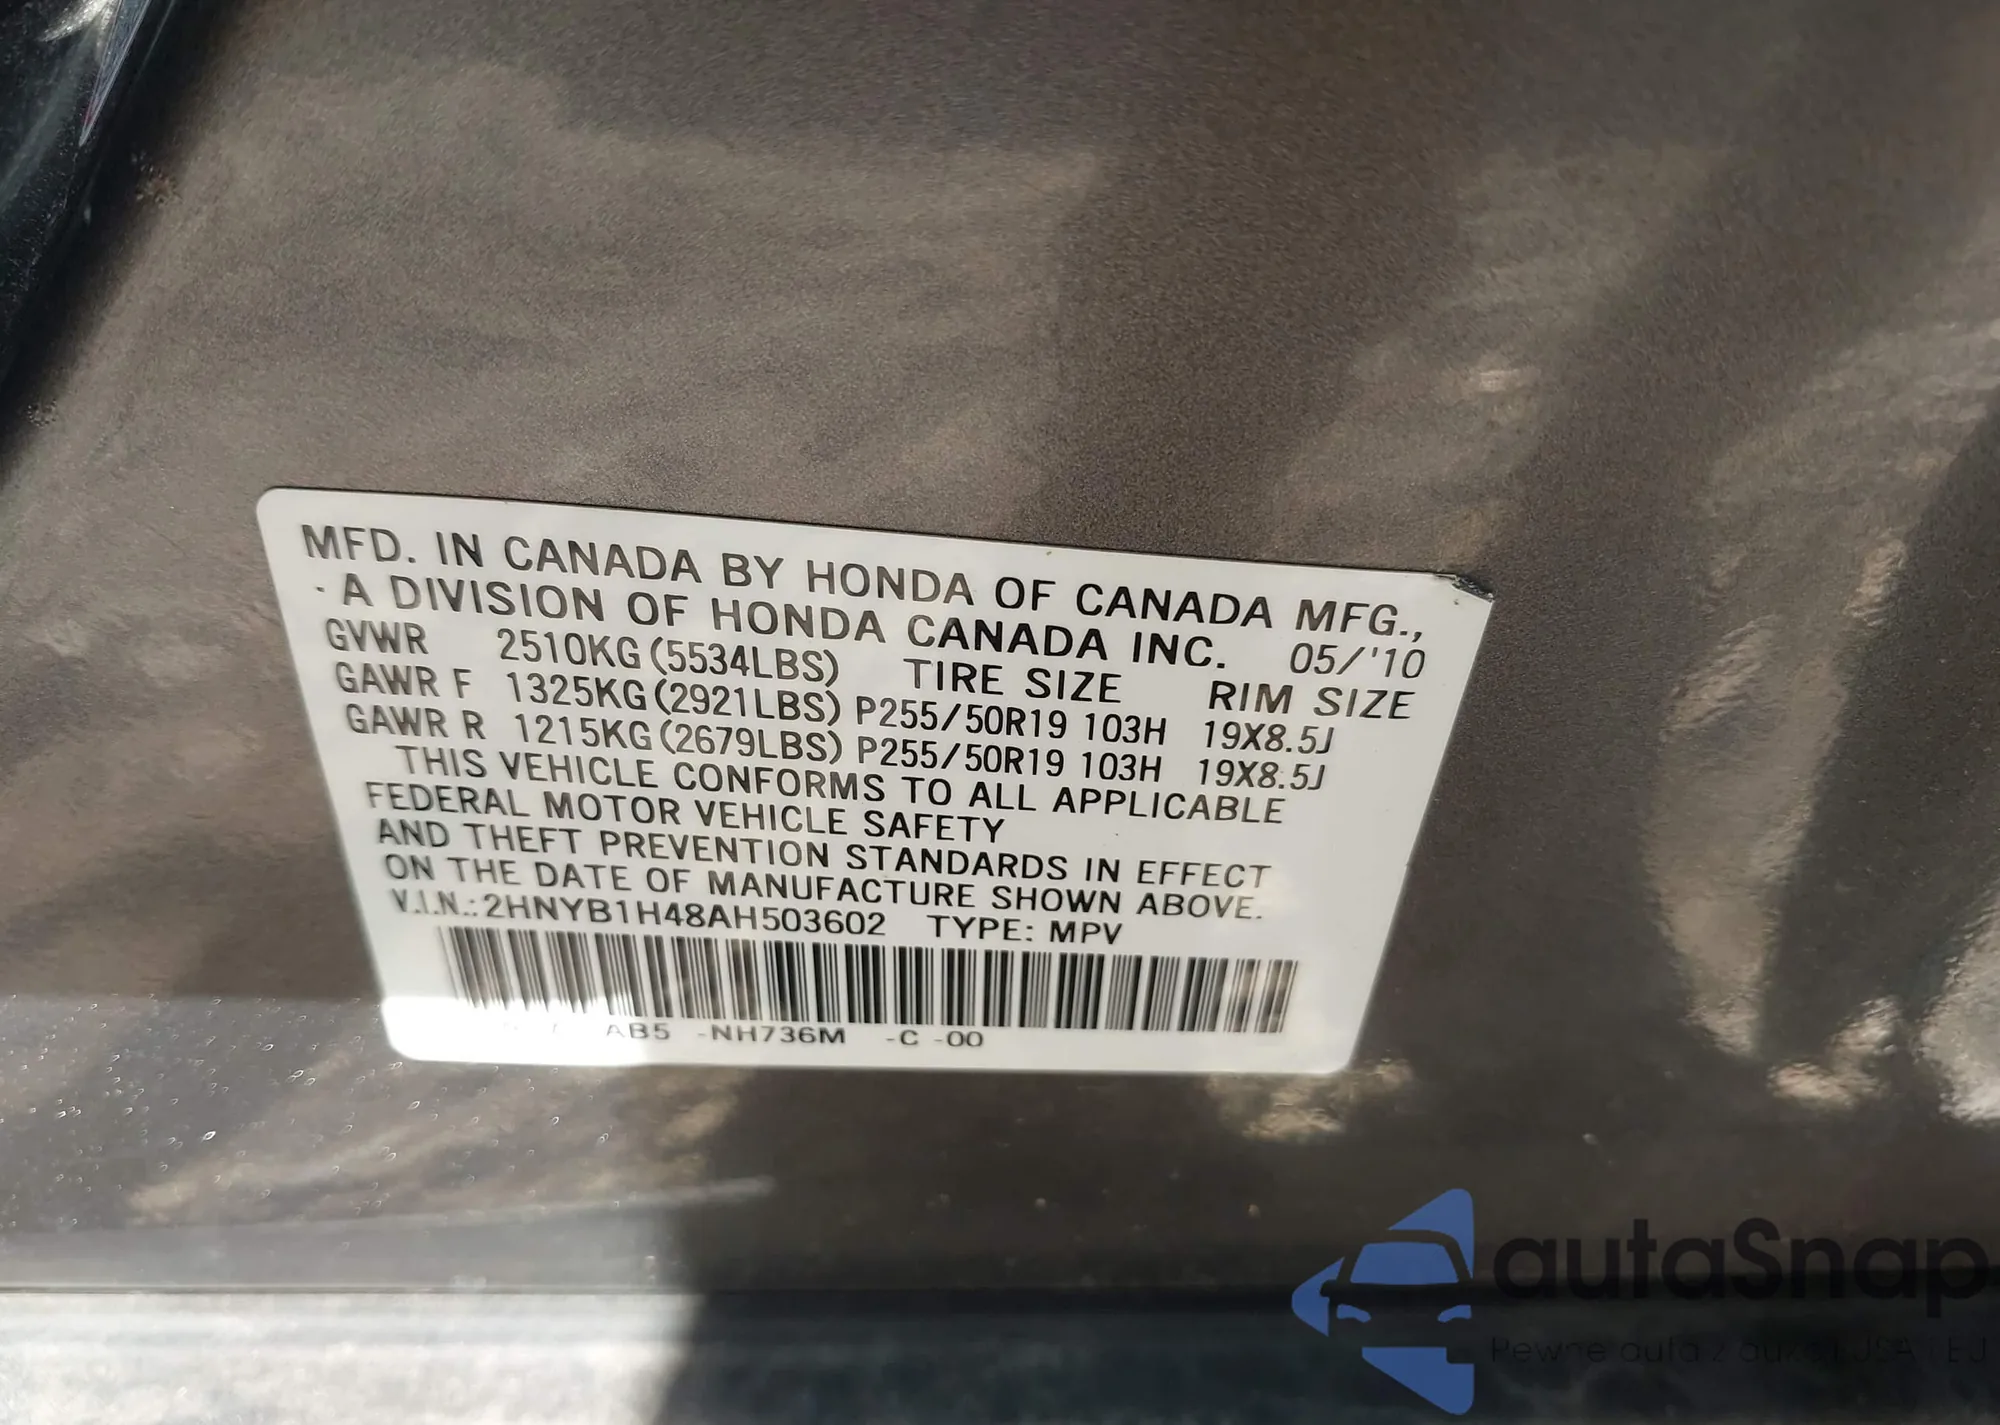 MFD. IN CANADA BY HONDA OF CANADA MFG.,
· A DIVISION OF HONDA CANADA INC. 05/'10
GVWR 2510KG (5534LBS) TIRE SIZE RIM SIZE
GAWR F 1325KG (2921LBS) P255/50R19 103H 19X8.5J
GAWR R 1215KG (2679LBS) P255/50R19 103H 19X8.5J
THIS VEHICLE CONFORMS TO ALL APPLICABLE
FEDERAL MOTOR VEHICLE SAFETY
AND THEFT PREVENTION STANDARDS IN EFFECT
ON THE DATE OF MANUFACTURE SHOWN ABOVE.
V.I.N.: 2HNYB1H48AH503602 TYPE: MPV
AB5 -NH736M -C -00
autaSnap
Pewne auta z